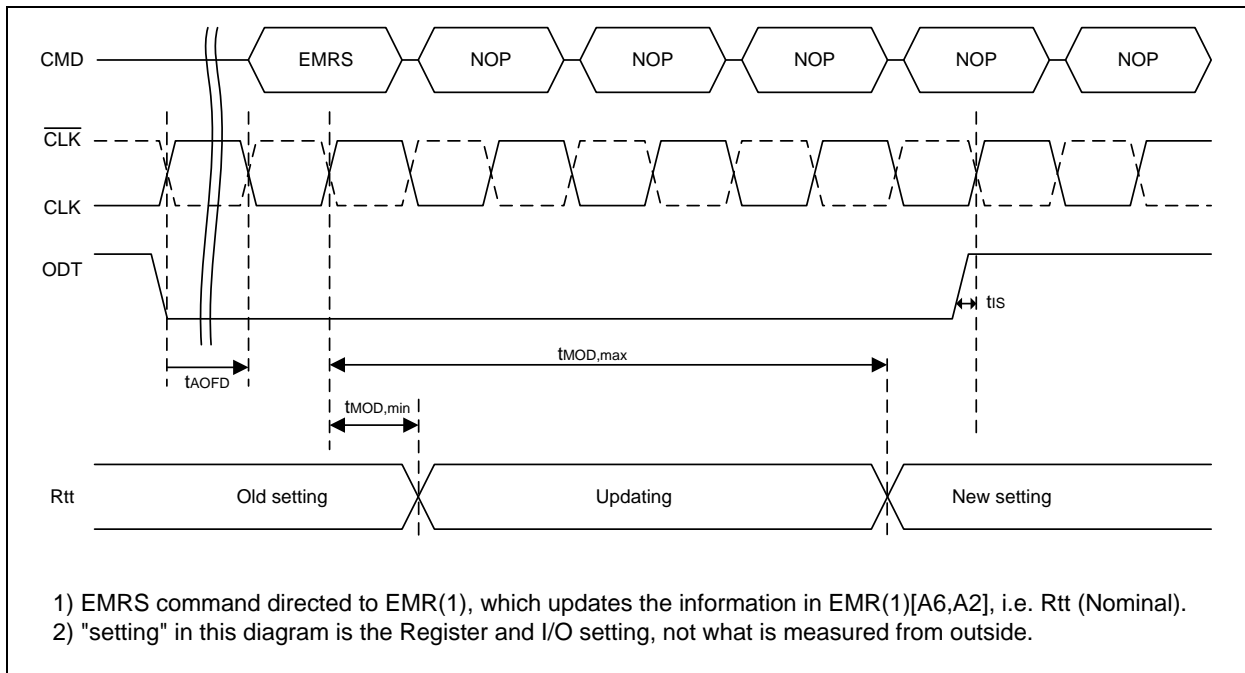 CMD
EMRS
NOP
NOP
NOP
NOP
NOP
CLK
CLK
ODT
tIS
tMOD,max
tAOFD
tMOD,min
Rtt
Old setting
Updating
New setting
1) EMRS command directed to EMR(1), which updates the information in EMR(1)[A6,A2], i.e. Rtt (Nominal).
2) "setting" in this diagram is the Register and I/O setting, not what is measured from outside.